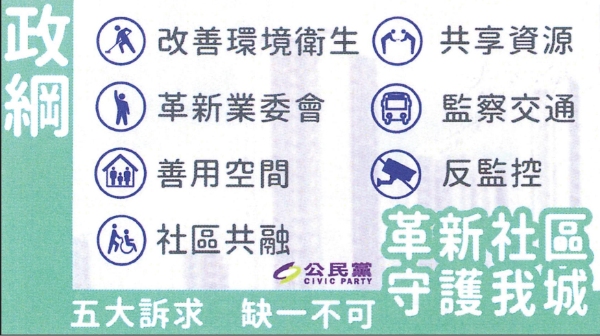 政綱
改善環境衛生
革新業委會
善用空間
社區共融
共享資源
監察交通
反監控
公民黨
CIVIC PARTY
革新社區
守護我城
五大訴求 缺一不可